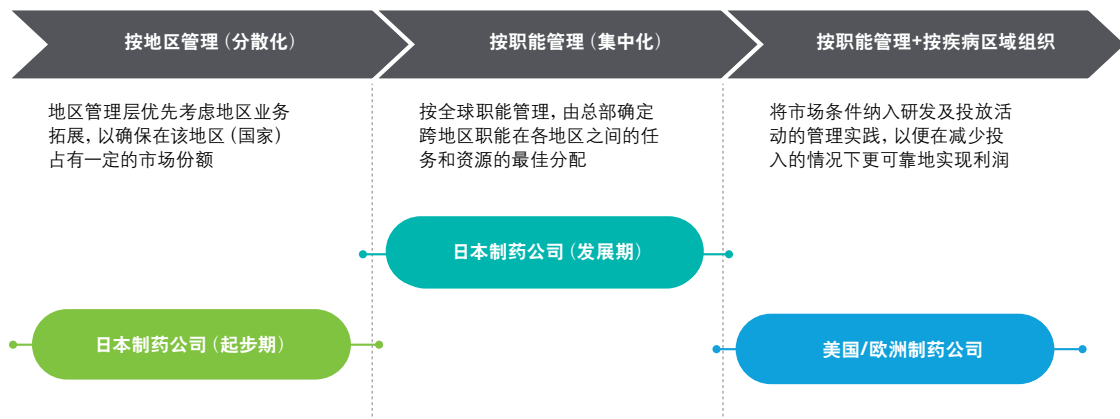 按地区管理（分散化）
按职能管理（集中化）
按职能管理+按疾病区域组织
地区管理层优先考虑地区业务
拓展，以确保在该地区（国家）
占有一定的市场份额
按全球职能管理，由总部确定
跨地区职能在各地区之间的任
务和资源的最佳分配
将市场条件纳入研发及投放活
动的管理实践，以便在减少投
入的情况下更可靠地实现利润
日本制药公司（发展期）
日本制药公司（起步期）
美国/欧洲制药公司